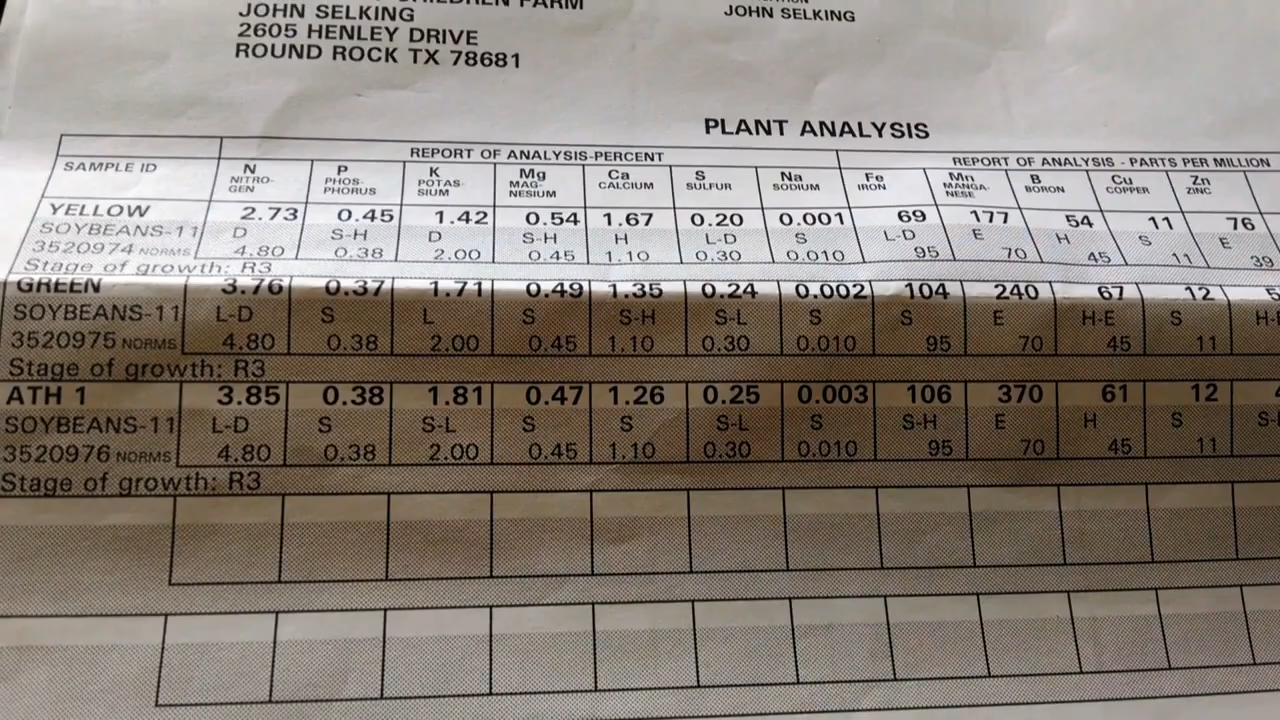 CHILDREN FARM
JOHN SELKING JOHN SELKING
2605 HENLEY DRIVE
ROUND ROCK TX 78681
PLANT ANALYSIS
REPORT OF ANALYSIS-PERCENT REPORT OF ANALYSIS - PARTS PER MILLION
SAMPLE ID N P K Mg Ca S Na Fe Mn B Cu Zn
NITRO-GEN PHOS-PHORUS POTAS-SIUM MAG-NESIUM CALCIUM SULFUR SODIUM IRON MANGA-NESE BORON COPPER ZINC
YELLOW 2.73 0.45 1.42 0.54 1.67 0.20 0.001 69 177 54 11 76
SOYBEANS-11 D S-H D S-H H L-D S L-D E H S E
3520974 NORMS 4.80 0.38 2.00 0.45 1.10 0.30 0.010 95 70 45 11 39
Stage of growth: R3
GREEN 3.76 0.37 1.71 0.49 1.35 0.24 0.002 104 240 67 12
SOYBEANS-11 L-D S L S S-H S-L S S E H-E S
3520975 NORMS 4.80 0.38 2.00 0.45 1.10 0.30 0.010 95 70 45 11
Stage of growth: R3
ATH 1 3.85 0.38 1.81 0.47 1.26 0.25 0.003 106 370 61 12
SOYBEANS-11 L-D S S-L S S S-L S S-H E H S
3520976 NORMS 4.80 0.38 2.00 0.45 1.10 0.30 0.010 95 70 45 11
Stage of growth: R3